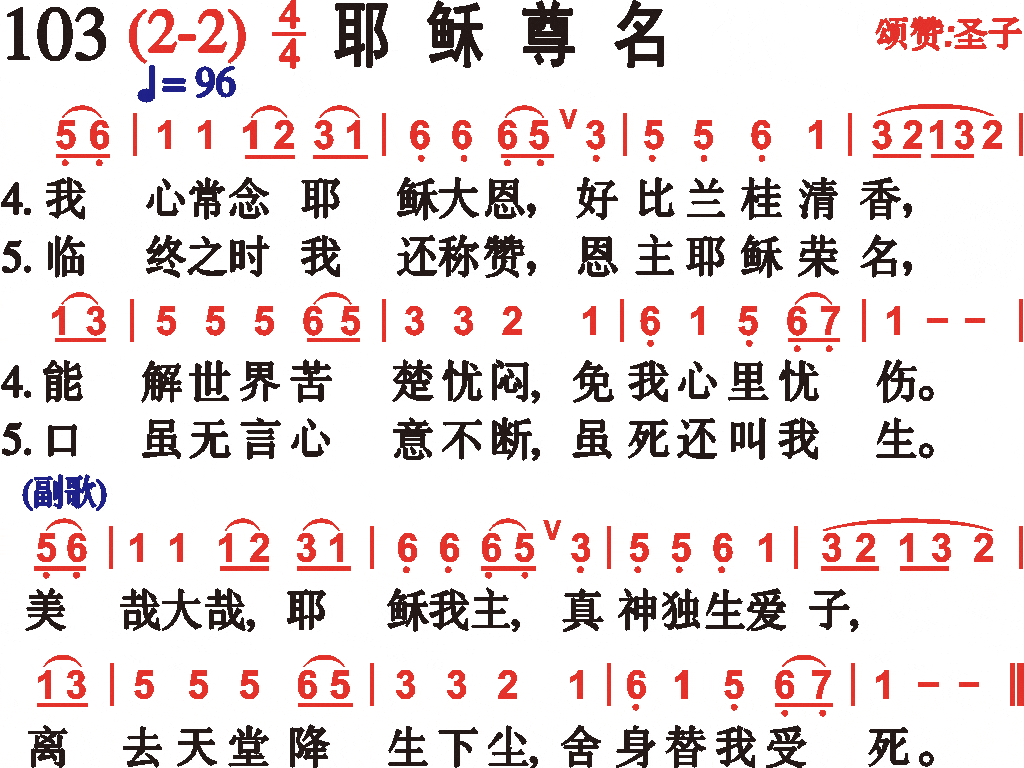 103 (2-2) 4/4 耶稣尊名 颂赞:圣子
♩= 96
5 6 | 1 1 1 2 3 1 | 6 6 6 5 V 3 | 5 5 6 1 | 3 2 1 3 2 |
4. 我 心常念 耶 稣大恩, 好 比兰桂清 香,
5. 临 终之时 我 还称赞, 恩 主耶稣荣 名,
1 3 | 5 5 5 6 5 | 3 3 2 1 | 6 1 5 6 7 | 1 - - |
4. 能 解世界苦 楚忧闷, 免 我心里忧 伤。
5. 口 虽无言心 意不断, 虽 死还叫我 生。
(副歌)
5 6 | 1 1 1 2 3 1 | 6 6 6 5 V 3 | 5 5 6 1 | 3 2 1 3 2 |
美 哉大哉, 耶 稣我主, 真 神独生爱 子,
1 3 | 5 5 5 6 5 | 3 3 2 1 | 6 1 5 6 7 | 1 - - ‖
离 去天堂降 生下尘, 舍 身替我受 死。